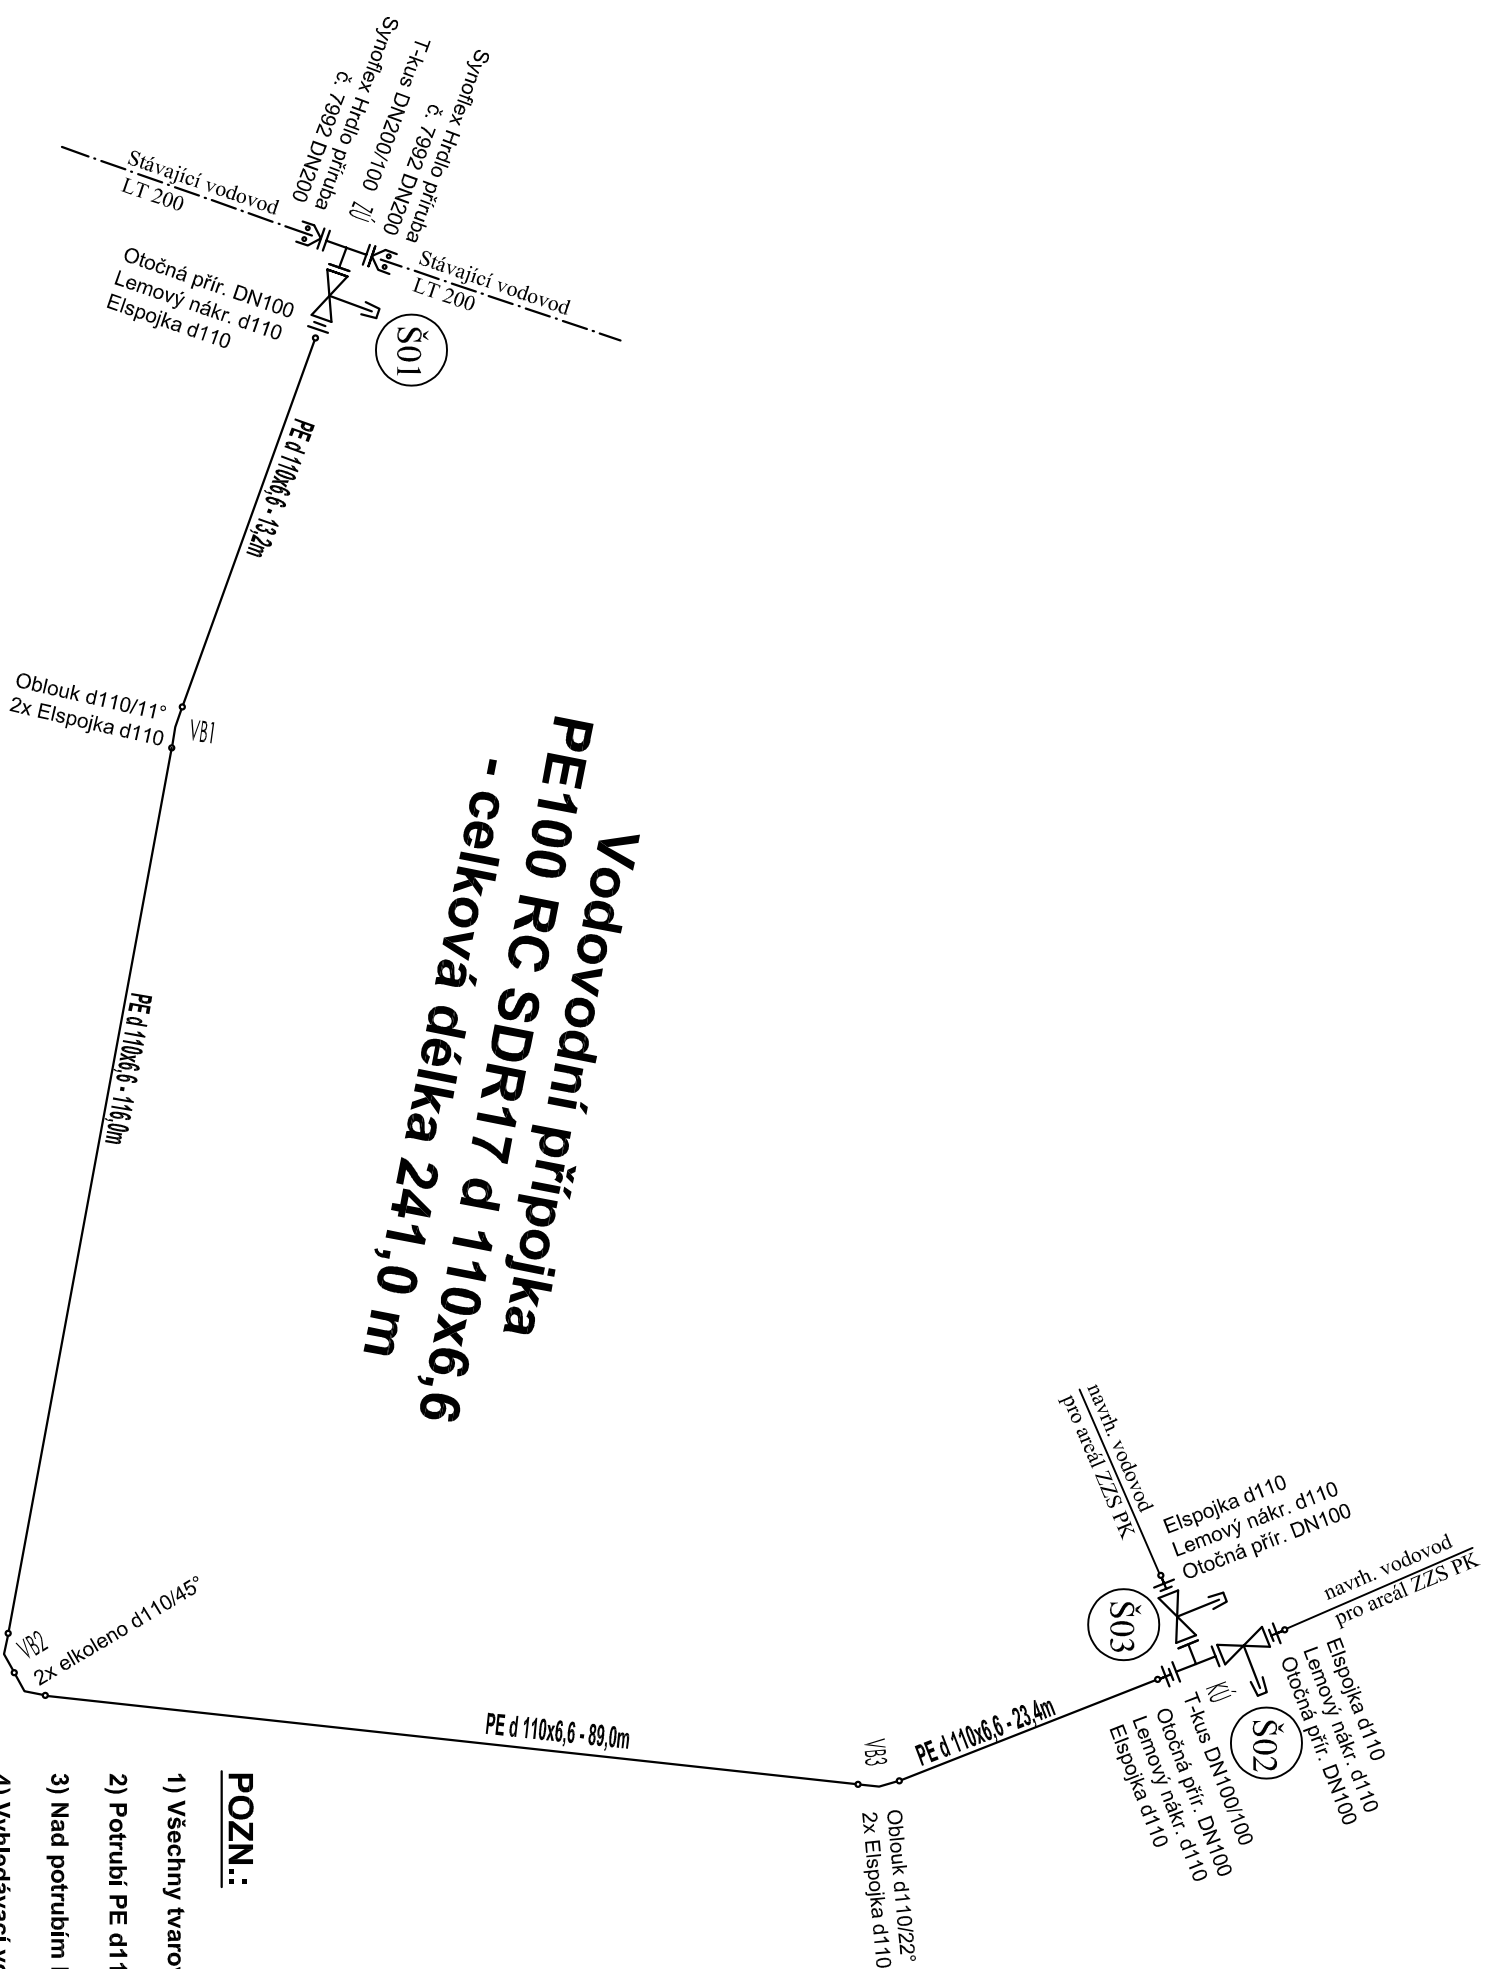 Synoflex Hrdlo příruba
č. 7992 DN200
T-kus DN200/100
ZÚ
Synoflex Hrdlo příruba
č. 7992 DN200
Stávající vodovod
LT 200
Stávající vodovod
LT 200
Otočná přír. DN100
Lemový nákr. d110
Elspojka d110
Š01
PE d 110x6,6 - 13,2m
Oblouk d110/11°
2x Elspojka d110
VB1
Vodovodní přípojka
PE100 RC SDR17 d 110x6,6
- celková délka 241,0 m
PE d 110x6,6 - 116,0m
VB2
2x elkoleno d110/45°
PE d 110x6,6 - 89,0m
VB3
Oblouk d110/22°
2x Elspojka d110
PE d 110x6,6 - 23,4m
navrh. vodovod
pro areál ZZS PK
Elspojka d110
Lemový nákr. d110
Otočná přír. DN100
Š03
navrh. vodovod
pro areál ZZS PK
Elspojka d110
Lemový nákr. d110
Otočná přír. DN100
Š02
KÚ
T-kus DN100/100
Otočná přír. DN100
Lemový nákr. d110
Elspojka d110
POZN.:
1) Všechny
2) Potrubí PE
3) Nad potrubím
4) Vyhledávací